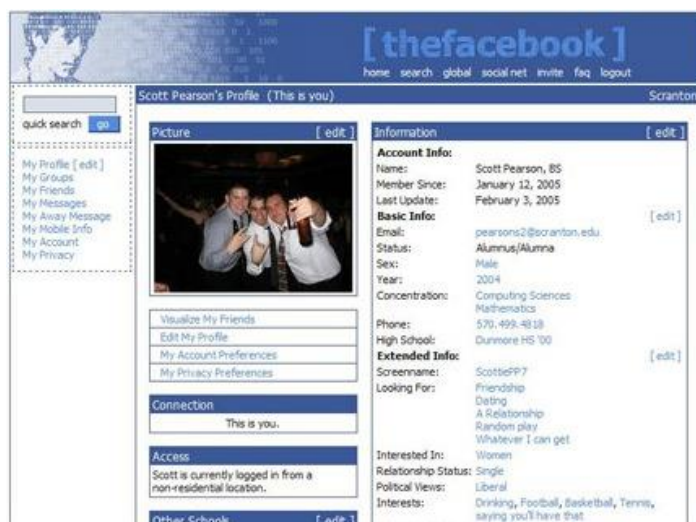 [thefacebook]
home search global social net invite faq logout
quick search go
My Profile [ edit ]
My Groups
My Friends
My Messages
My Away Message
My Mobile Info
My Account
My Privacy
Scott Pearson's Profile (This is you) Scranton
Picture [ edit ]
Visualize My Friends
Edit My Profile
My Account Preferences
My Privacy Preferences
Connection
This is you.
Access
Scott is currently logged in from a
non-residential location.
Other Schools [ edit ]
Information [ edit ]
Account Info:
Name: Scott Pearson, BS
Member Since: January 12, 2005
Last Update: February 3, 2005
Basic Info: [edit]
Email: pearsons2@scranton.edu
Status: Alumnus/Alumna
Sex: Male
Year: 2004
Concentration: Computing Sciences
Mathematics
Phone: 570.499.4818
High School: Dunmore HS '00
Extended Info: [edit]
Screenname: ScottiePP7
Looking For: Friendship
Dating
A Relationship
Random play
Whatever I can get
Interested In: Women
Relationship Status: Single
Political Views: Liberal
Interests: Drinking, Football, Basketball, Tennis,
saying you'll have that